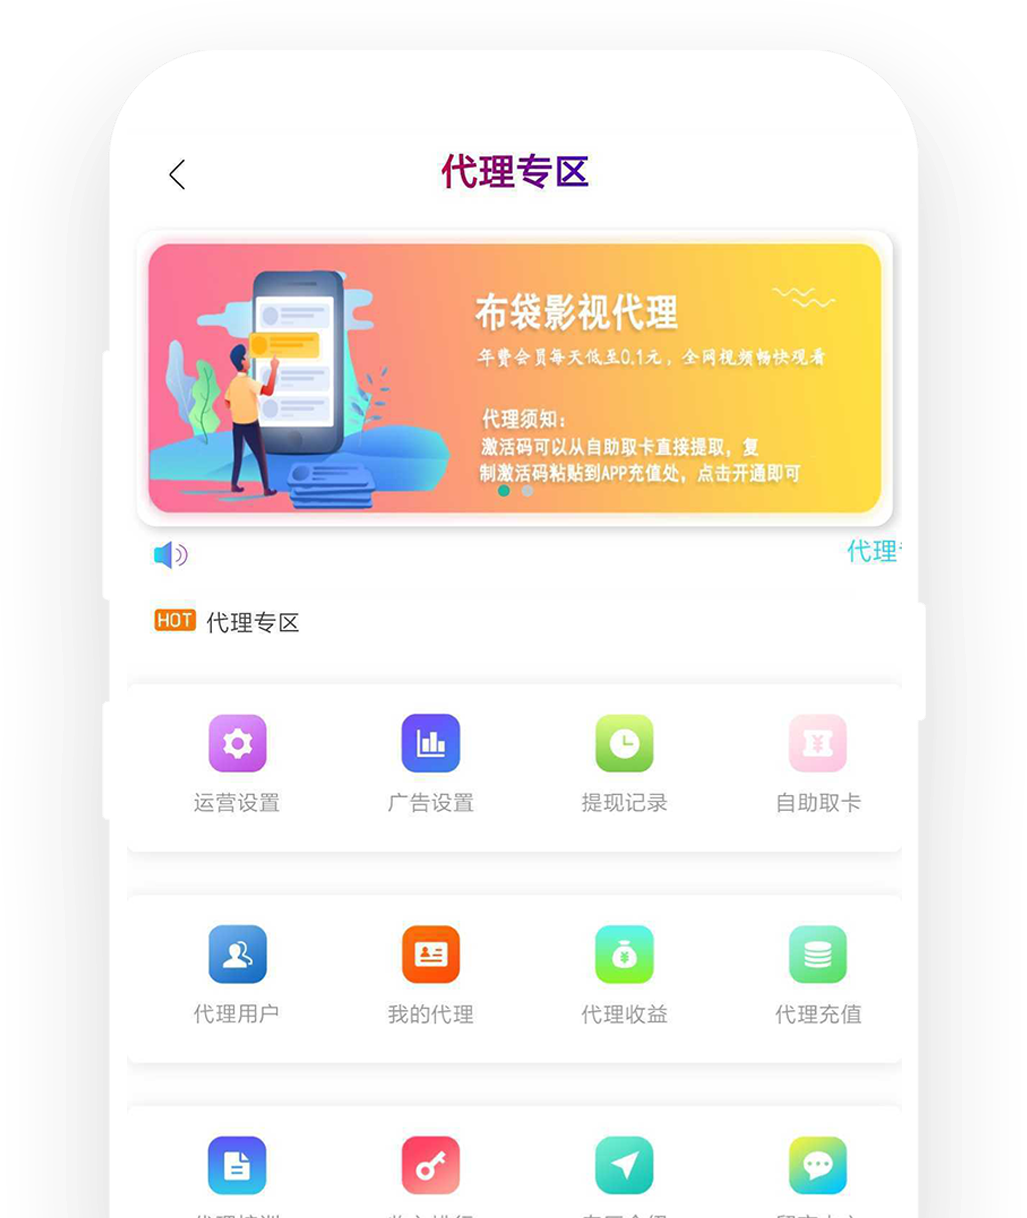 代理专区
布袋影视代理
年费会员每天低至0.1元，全网视频畅快观看
代理须知：
激活码可以从自助取卡直接提取，复
制激活码粘贴到APP充值处，点击开通即可
代理
HOT 代理专区
运营设置 广告设置 提现记录 自助取卡
代理用户 我的代理 代理收益 代理充值